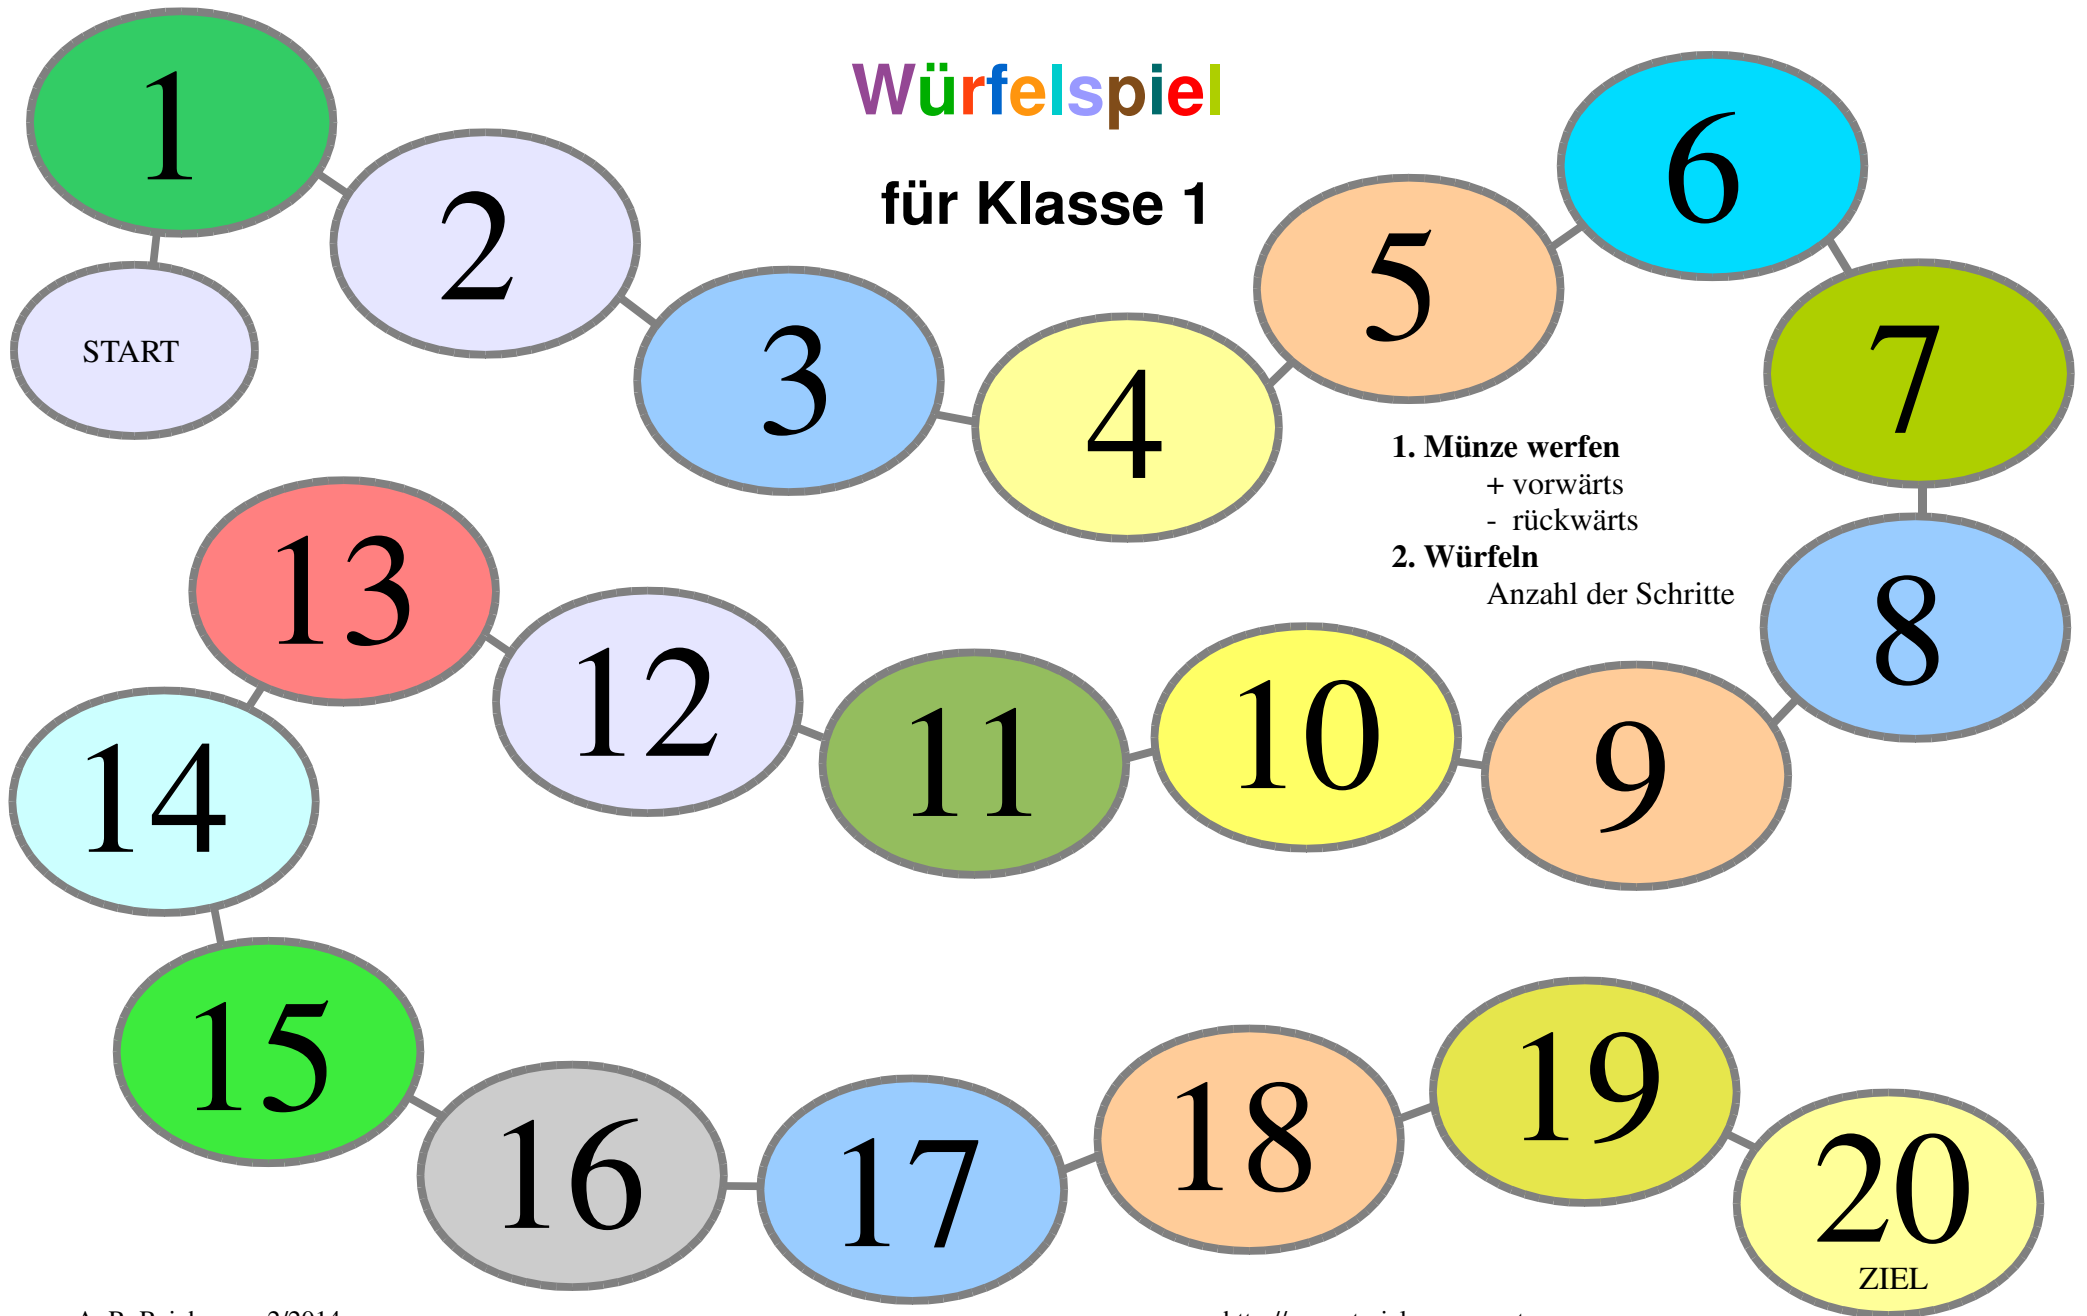 Würfelspiel
für Klasse 1
1
2
3
4
5
6
7
START
1. Münze werfen
+ vorwärts
- rückwärts
2. Würfeln
Anzahl der Schritte
8
9
10
11
12
13
14
15
16
17
18
19
20
ZIEL